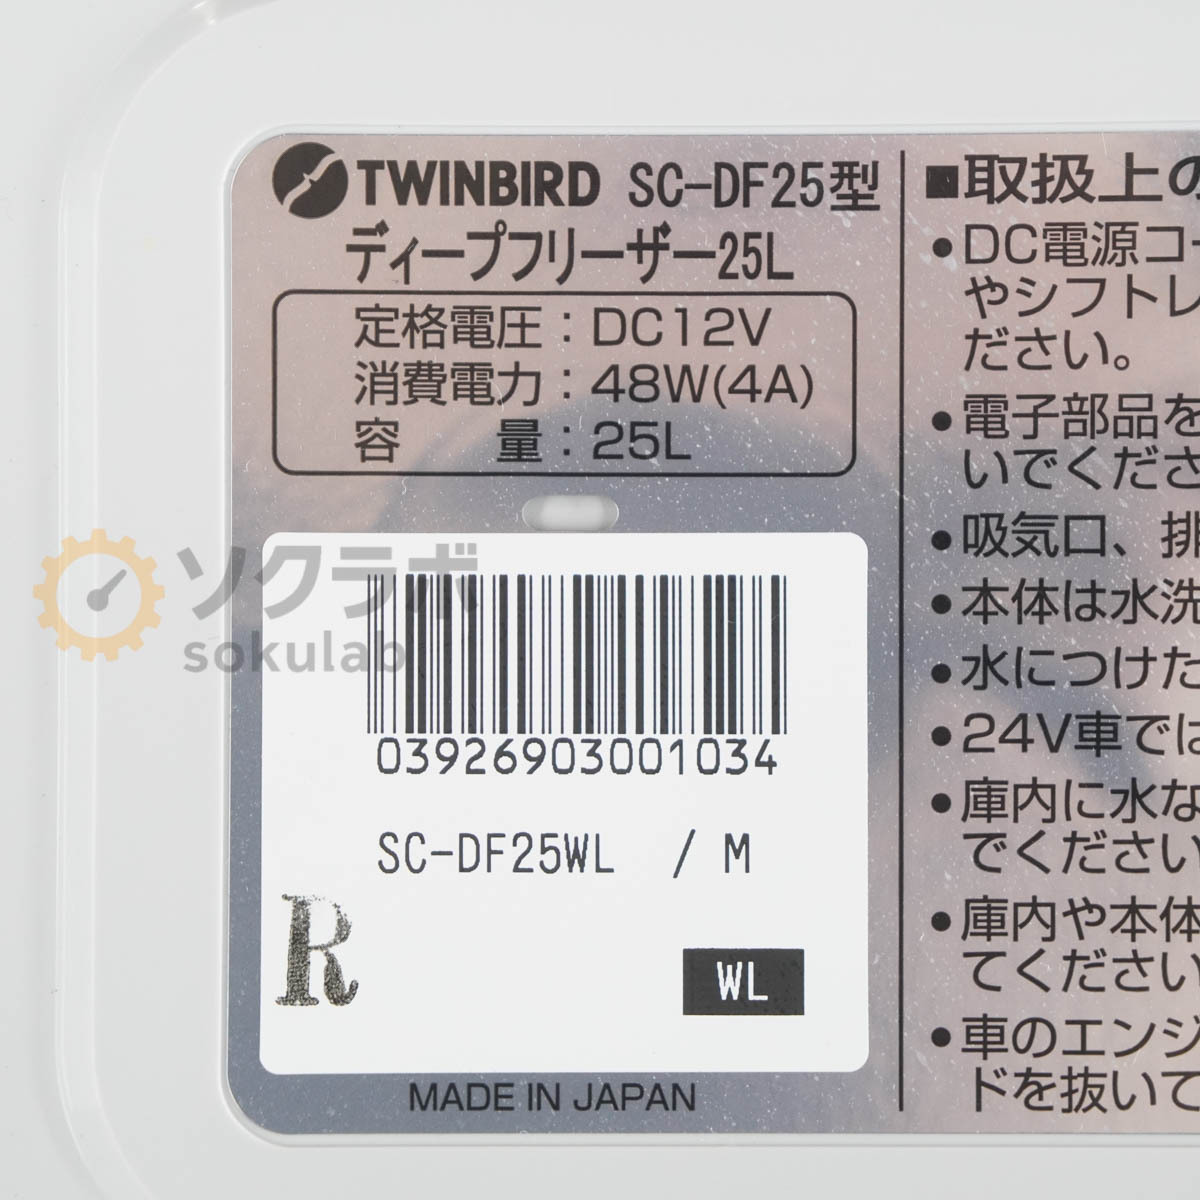 TWINBIRD SC-DF25型
ディープフリーザー25L
定格電圧：DC12V
消費電力：48W(4A)
容　　量：25L
ソクラボ
sokulab
03926903001034
SC-DF25WL / M
R
WL
MADE IN JAPAN
■取扱上の
●DC電源コー
やシフトレ
ださい。
●電子部品を
いでくださ
●吸気口、排
●本体は水洗
●水につけた
●24V車では
●庫内に水な
でください
●庫内や本体
てください
●車のエンジ
ドを抜いて